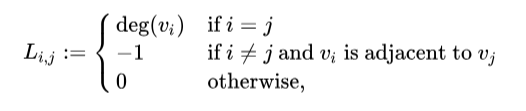 L_{i,j} := { deg(v_i) if i = j
−1 if i ≠ j and v_i is adjacent to v_j
0 otherwise,